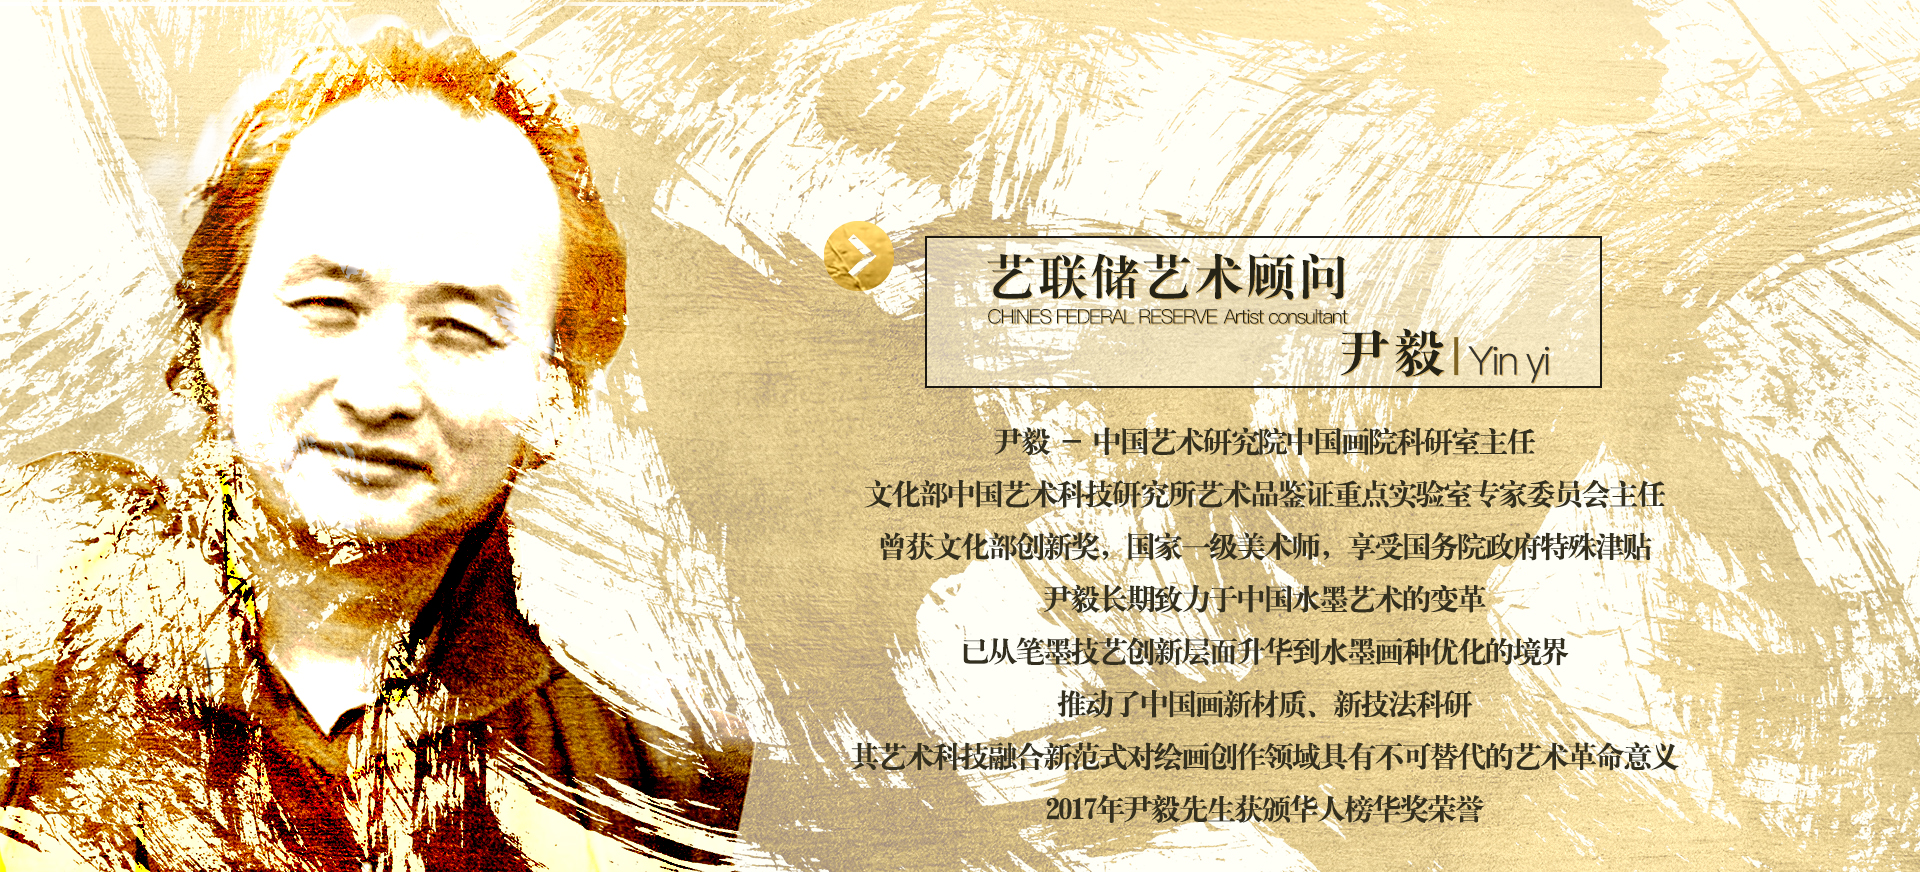 艺联储艺术顾问
CHINES FEDERAL RESERVE Artist consultant
尹毅 | Yin yi
尹毅 － 中国艺术研究院中国画院科研室主任
文化部中国艺术科技研究所艺术品鉴证重点实验室专家委员会主任
曾获文化部创新奖，国家一级美术师，享受国务院政府特殊津贴
尹毅长期致力于中国水墨艺术的变革
已从笔墨技艺创新层面升华到水墨画种优化的境界
推动了中国画新材质、新技法科研
其艺术科技融合新范式对绘画创作领域具有不可替代的艺术革命意义
2017年尹毅先生获颁华人榜华奖荣誉